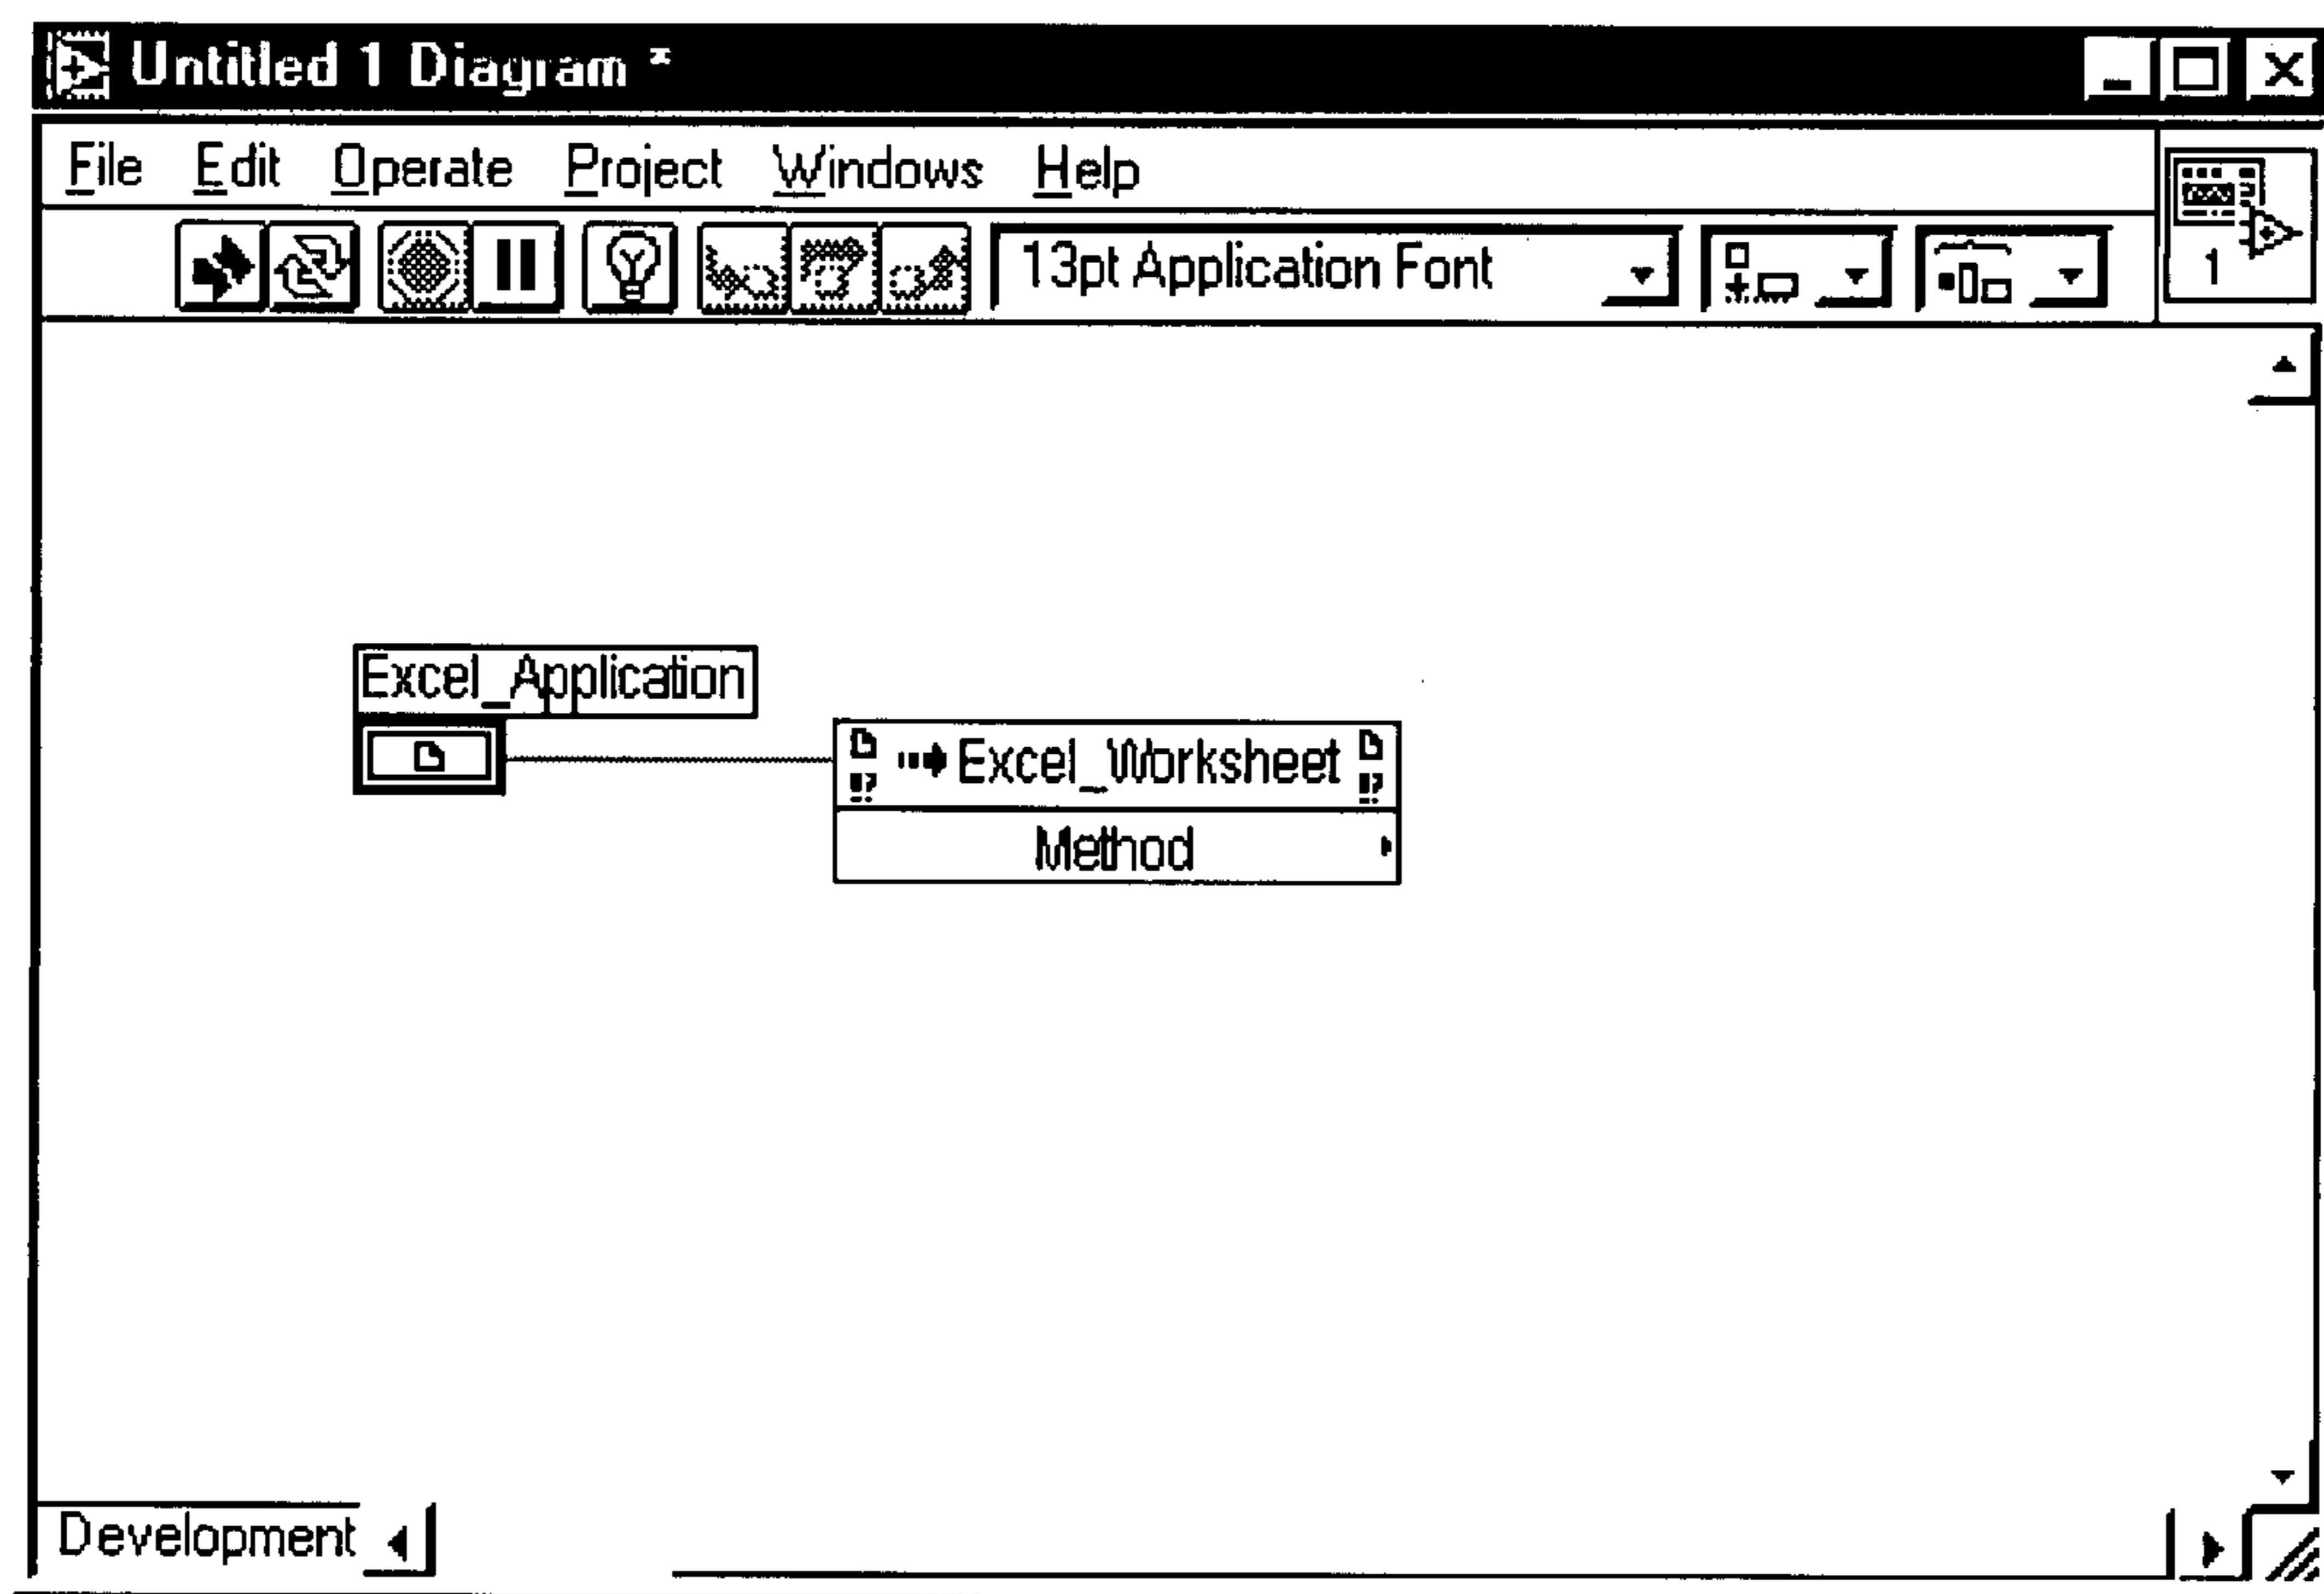 Untitled 1 Diagram *
File Edit Operate Project Windows Help
13pt Application Font
1
Excel_Application
Excel_Worksheet
Method
Development